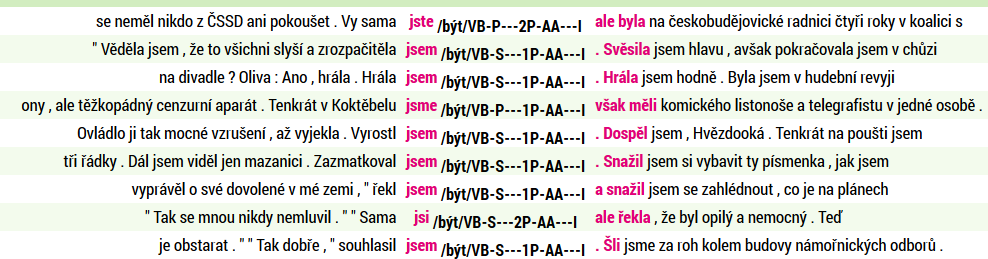 se neměl nikdo z ČSSD ani pokoušet . Vy sama jste /být/VB-P---2P-AA---I ale byla na českobudějovické radnici čtyři roky v koalici s
" Věděla jsem , že to všichni slyší a zrozpačitěla jsem /být/VB-S---1P-AA---I . Svěsila jsem hlavu , avšak pokračovala jsem v chůzi
na divadle ? Oliva : Ano , hrála . Hrála jsem /být/VB-S---1P-AA---I . Hrála jsem hodně . Byla jsem v hudební revyji
ony , ale těžkopádný cenzurní aparát . Tenkrát v Koktěbelu jsme /být/VB-P---1P-AA---I však měli komického listonoše a telegrafistu v jedné osobě .
Ovládlo ji tak mocné vzrušení , až vyjekla . Vyrostl jsem /být/VB-S---1P-AA---I . Dospěl jsem , Hvězdooká . Tenkrát na poušti jsem
tři řádky . Dál jsem viděl jen mazanici . Zazmatkoval jsem /být/VB-S---1P-AA---I . Snažil jsem si vybavit ty písmenka , jak jsem
vyprávěl o své dovolené v mé zemi , " řekl jsem /být/VB-S---1P-AA---I a snažil jsem se zahlédnout , co je na plánech
" Tak se mnou nikdy nemluvil . " " Sama jsi /být/VB-S---2P-AA---I ale řekla , že byl opilý a nemocný . Teď
je obstarat . " " Tak dobře , " souhlasil jsem /být/VB-S---1P-AA---I . Šli jsme za roh kolem budovy námořnických odborů .